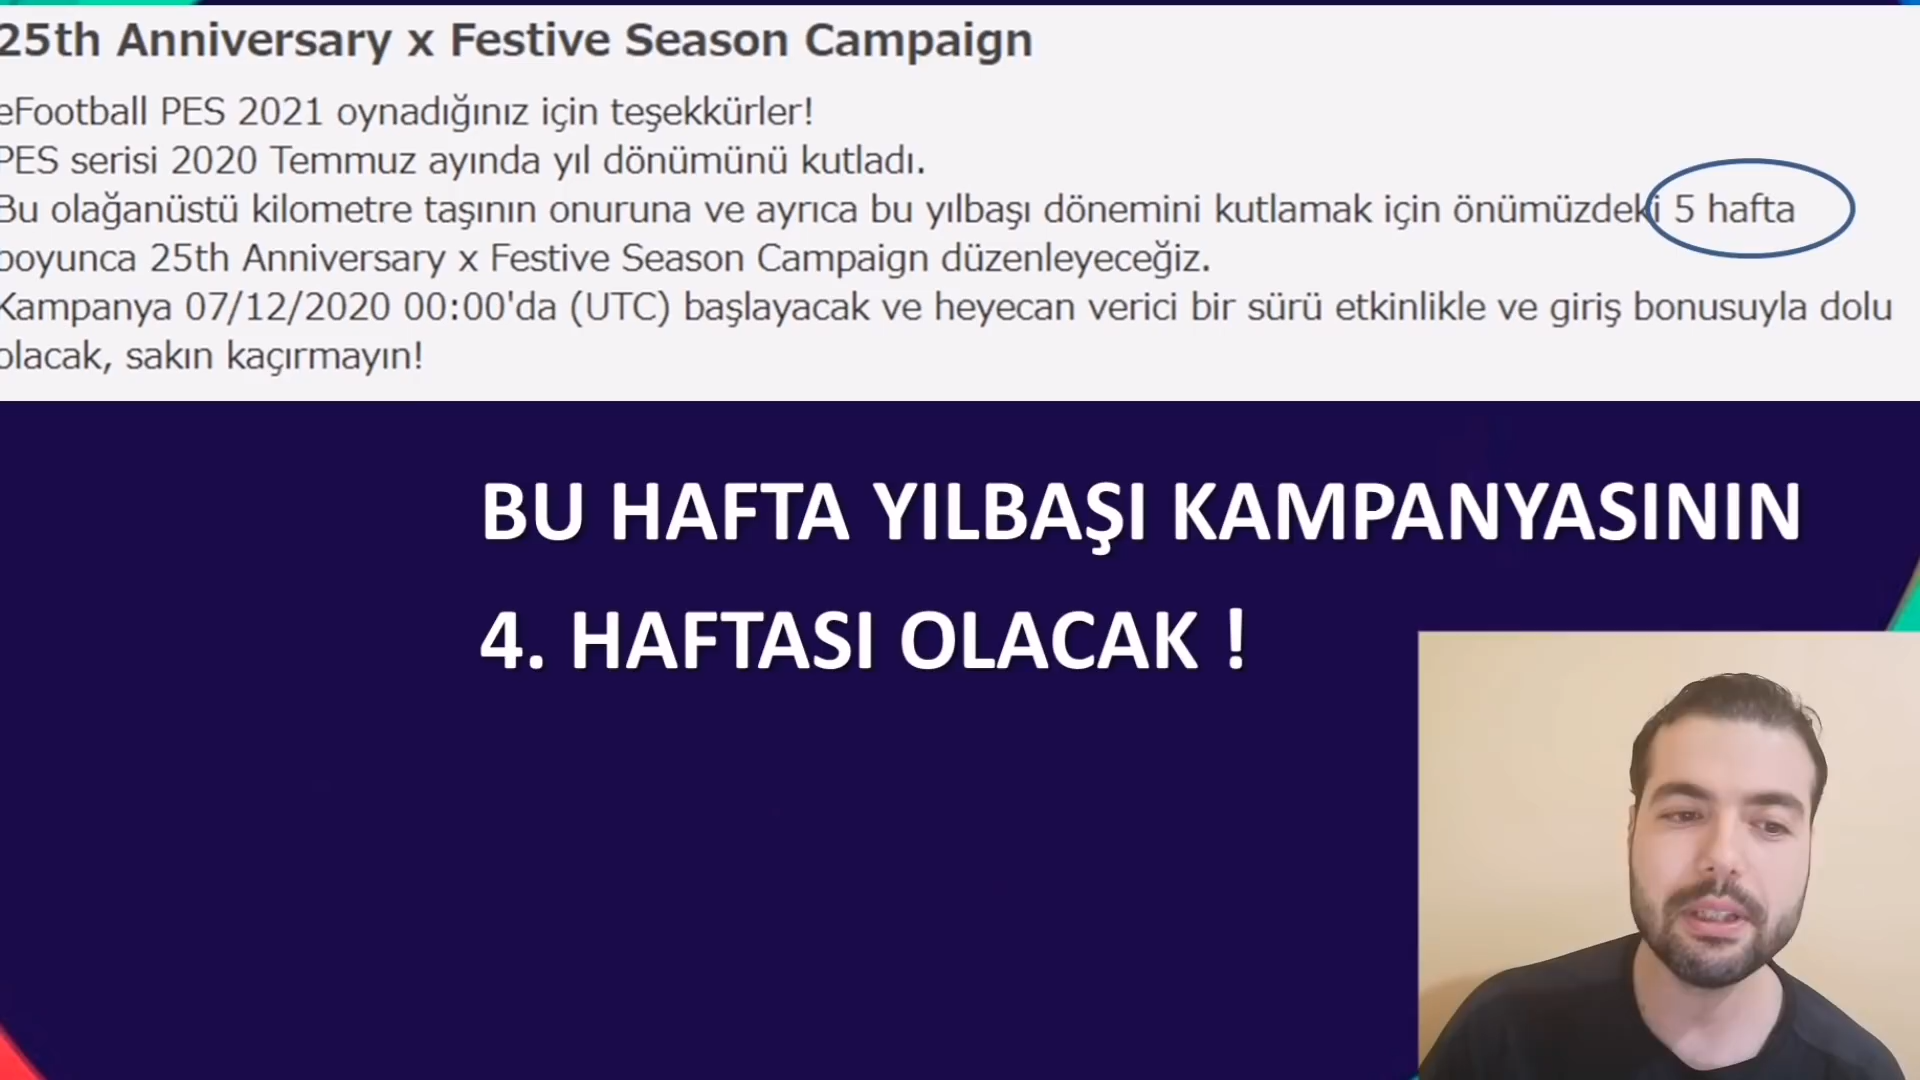 25th Anniversary x Festive Season Campaign
eFootball PES 2021 oynadığınız için teşekkürler!
PES serisi 2020 Temmuz ayında yıl dönümünü kutladı.
Bu olağanüstü kilometre taşının onuruna ve ayrıca bu yılbaşı dönemini kutlamak için önümüzdeki 5 hafta
boyunca 25th Anniversary x Festive Season Campaign düzenleyeceğiz.
Kampanya 07/12/2020 00:00'da (UTC) başlayacak ve heyecan verici bir sürü etkinlikle ve giriş bonusuyla dolu
olacak, sakın kaçırmayın!
BU HAFTA YILBAŞI KAMPANYASININ
4. HAFTASI OLACAK !